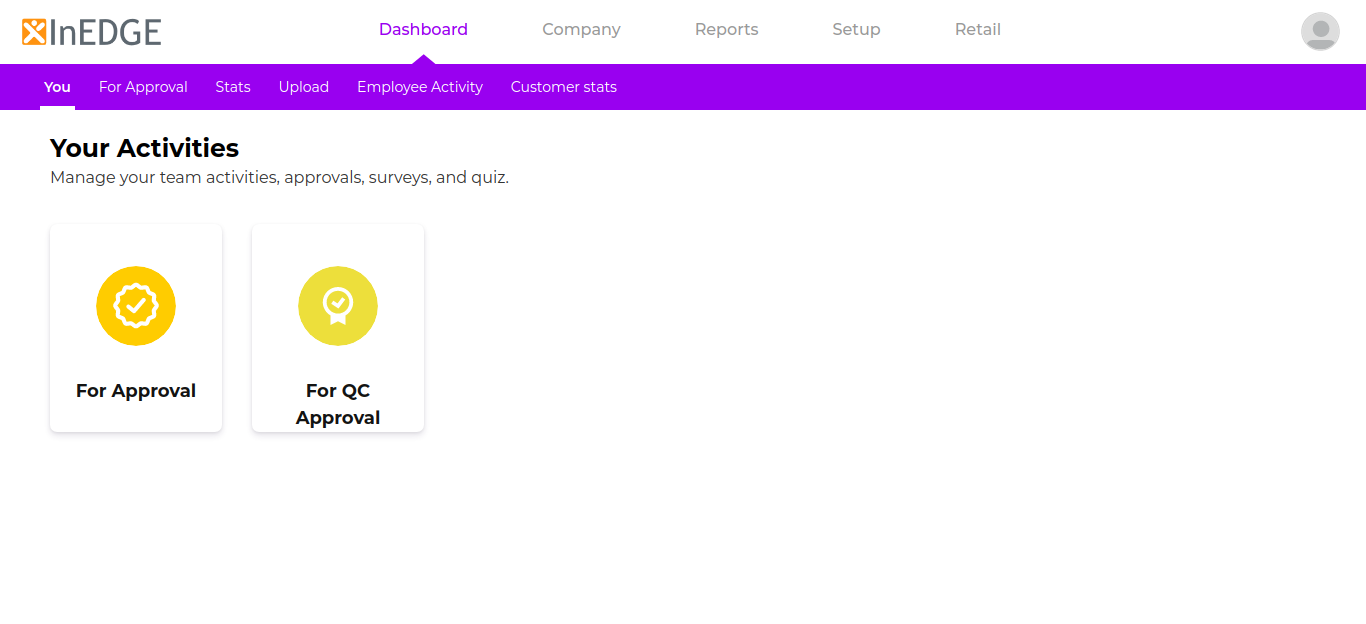 InEDGE
Dashboard Company Reports Setup Retail
You For Approval Stats Upload Employee Activity Customer stats
Your Activities
Manage your team activities, approvals, surveys, and quiz.
For Approval
For QC
Approval